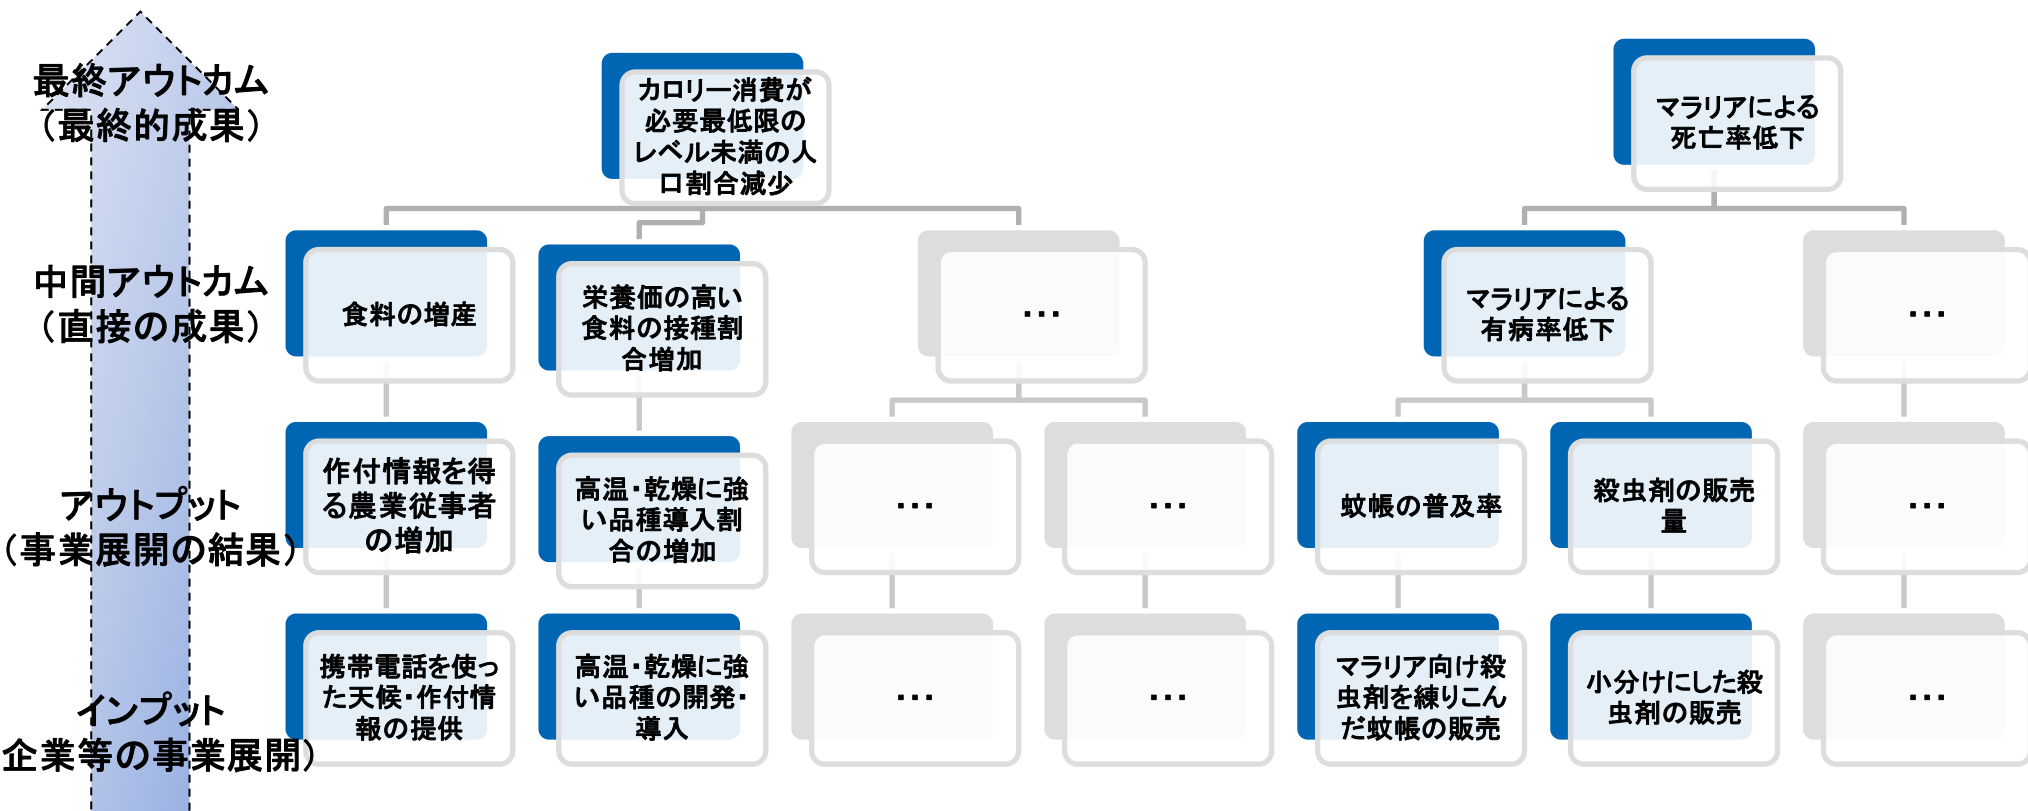 最終アウトカム
（最終的成果）
カロリー消費が
必要最低限の
レベル未満の人
口割合減少
マラリアによる
死亡率低下
中間アウトカム
（直接の成果）
食料の増産
栄養価の高い
食料の接種割
合増加
…
マラリアによる
有病率低下
…
アウトプット
（事業展開の結果）
作付情報を得
る農業従事者
の増加
高温・乾燥に強
い品種導入割
合の増加
…
…
蚊帳の普及率
殺虫剤の販売
量
…
インプット
企業等の事業展開）
携帯電話を使っ
た天候・作付情
報の提供
高温・乾燥に強
い品種の開発・
導入
…
…
マラリア向け殺
虫剤を練りこん
だ蚊帳の販売
小分けにした殺
虫剤の販売
…